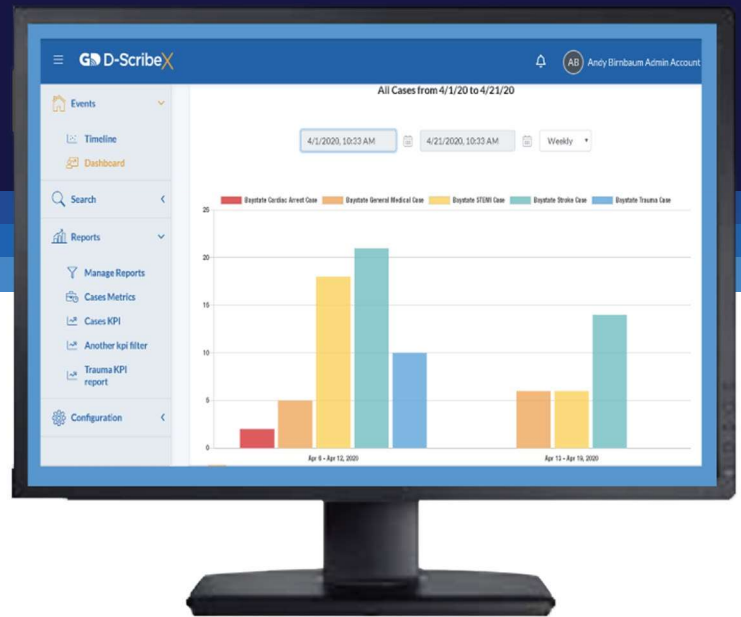 GD D-ScribeX
AB Andy Birnbaum Admin Account
Events
Timeline
Dashboard
Search
Reports
Manage Reports
Cases Metrics
Cases KPI
Another kpi filter
Trauma KPI
report
Configuration
All Cases from 4/1/20 to 4/21/20
4/1/2020, 10:33 AM 4/21/2020, 10:33 AM Weekly
Baystate Cardiac Arrest Case Baystate General Medical Case Baystate STEMI Case Baystate Stroke Case Baystate Trauma Case
25
20
15
10
5
0
Apr 6 - Apr 12, 2020 Apr 13 - Apr 19, 2020